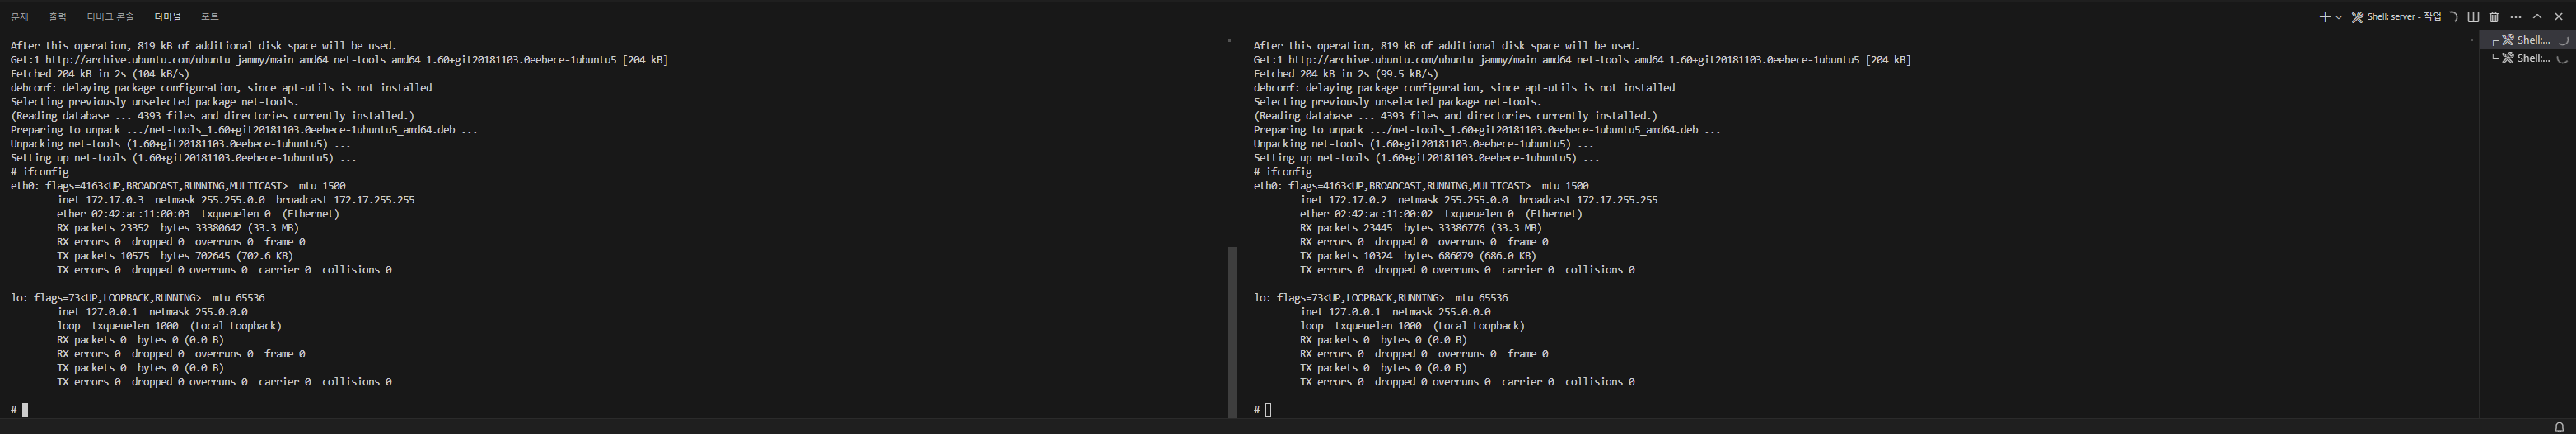 문제 출력 디버그 콘솔 터미널 포트
Shell: server - 작업
After this operation, 819 kB of additional disk space will be used.
Get:1 http://archive.ubuntu.com/ubuntu jammy/main amd64 net-tools amd64 1.60+git20181103.0eebece-1ubuntu5 [204 kB]
Fetched 204 kB in 2s (104 kB/s)
debconf: delaying package configuration, since apt-utils is not installed
Selecting previously unselected package net-tools.
(Reading database ... 4393 files and directories currently installed.)
Preparing to unpack .../net-tools_1.60+git20181103.0eebece-1ubuntu5_amd64.deb ...
Unpacking net-tools (1.60+git20181103.0eebece-1ubuntu5) ...
Setting up net-tools (1.60+git20181103.0eebece-1ubuntu5) ...
# ifconfig
eth0: flags=4163<UP,BROADCAST,RUNNING,MULTICAST>  mtu 1500
        inet 172.17.0.3  netmask 255.255.0.0  broadcast 172.17.255.255
        ether 02:42:ac:11:00:03  txqueuelen 0  (Ethernet)
        RX packets 23352  bytes 33380642 (33.3 MB)
        RX errors 0  dropped 0  overruns 0  frame 0
        TX packets 10575  bytes 702645 (702.6 KB)
        TX errors 0  dropped 0 overruns 0  carrier 0  collisions 0
lo: flags=73<UP,LOOPBACK,RUNNING>  mtu 65536
        inet 127.0.0.1  netmask 255.0.0.0
        loop  txqueuelen 1000  (Local Loopback)
        RX packets 0  bytes 0 (0.0 B)
        RX errors 0  dropped 0  overruns 0  frame 0
        TX packets 0  bytes 0 (0.0 B)
        TX errors 0  dropped 0 overruns 0  carrier 0  collisions 0
#
After this operation, 819 kB of additional disk space will be used.
Get:1 http://archive.ubuntu.com/ubuntu jammy/main amd64 net-tools amd64 1.60+git20181103.0eebece-1ubuntu5 [204 kB]
Fetched 204 kB in 2s (99.5 kB/s)
debconf: delaying package configuration, since apt-utils is not installed
Selecting previously unselected package net-tools.
(Reading database ... 4393 files and directories currently installed.)
Preparing to unpack .../net-tools_1.60+git20181103.0eebece-1ubuntu5_amd64.deb ...
Unpacking net-tools (1.60+git20181103.0eebece-1ubuntu5) ...
Setting up net-tools (1.60+git20181103.0eebece-1ubuntu5) ...
# ifconfig
eth0: flags=4163<UP,BROADCAST,RUNNING,MULTICAST>  mtu 1500
        inet 172.17.0.2  netmask 255.255.0.0  broadcast 172.17.255.255
        ether 02:42:ac:11:00:02  txqueuelen 0  (Ethernet)
        RX packets 23445  bytes 33386776 (33.3 MB)
        RX errors 0  dropped 0  overruns 0  frame 0
        TX packets 10324  bytes 686079 (686.0 KB)
        TX errors 0  dropped 0 overruns 0  carrier 0  collisions 0
lo: flags=73<UP,LOOPBACK,RUNNING>  mtu 65536
        inet 127.0.0.1  netmask 255.0.0.0
        loop  txqueuelen 1000  (Local Loopback)
        RX packets 0  bytes 0 (0.0 B)
        RX errors 0  dropped 0  overruns 0  frame 0
        TX packets 0  bytes 0 (0.0 B)
        TX errors 0  dropped 0 overruns 0  carrier 0  collisions 0
#
Shell:...
Shell:...